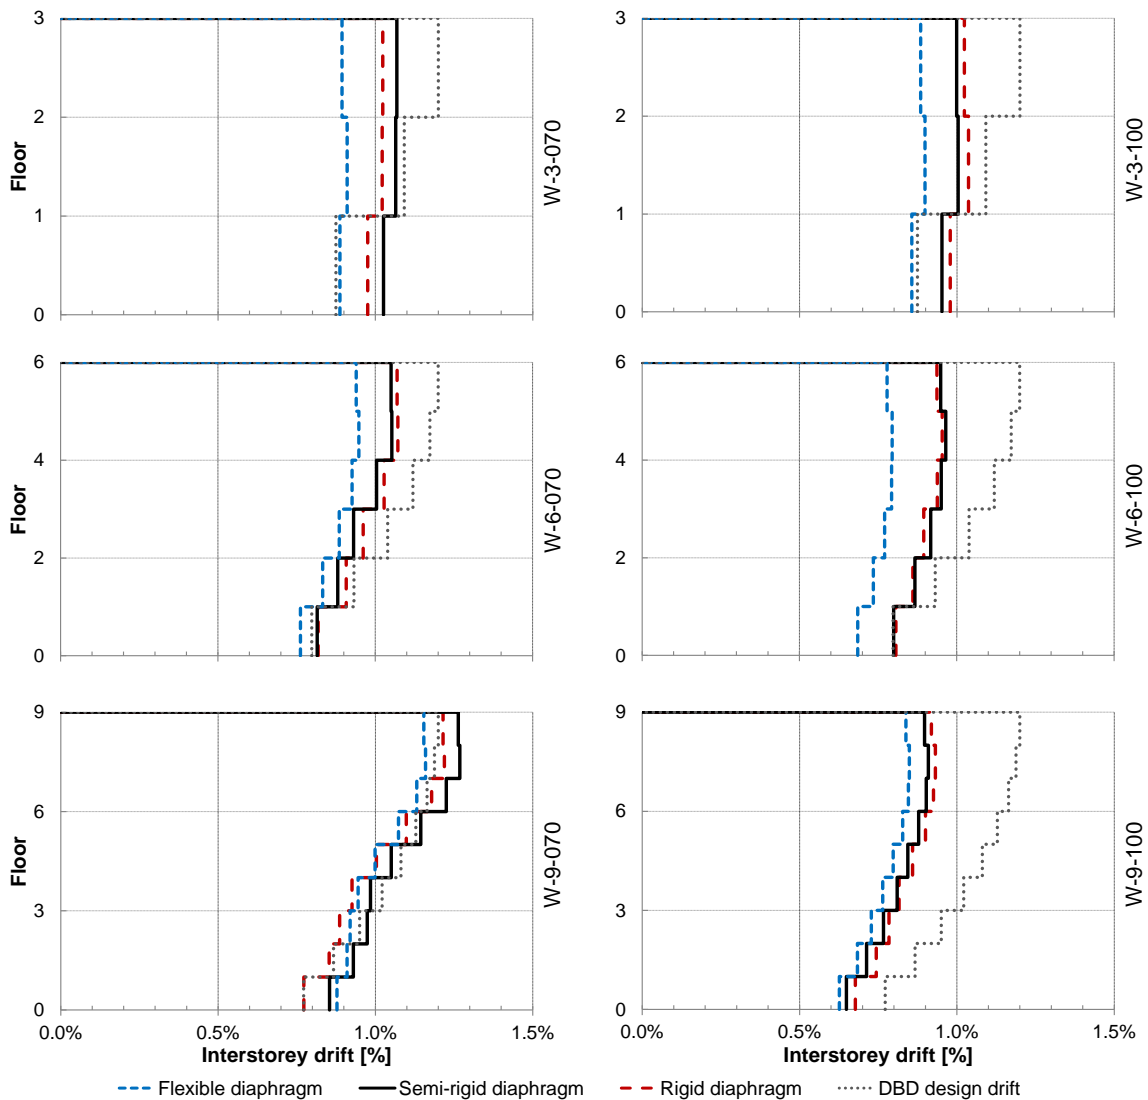 3
2
1
0
Floor
W-3-070
3
2
1
0
W-3-100
6
4
2
0
Floor
W-6-070
6
4
2
0
W-6-100
9
6
3
0
Floor
W-9-070
9
6
3
0
W-9-100
0.0% 0.5% 1.0% 1.5%
0.0% 0.5% 1.0% 1.5%
Interstorey drift [%]
Interstorey drift [%]
Flexible diaphragm Semi-rigid diaphragm Rigid diaphragm DBD design drift